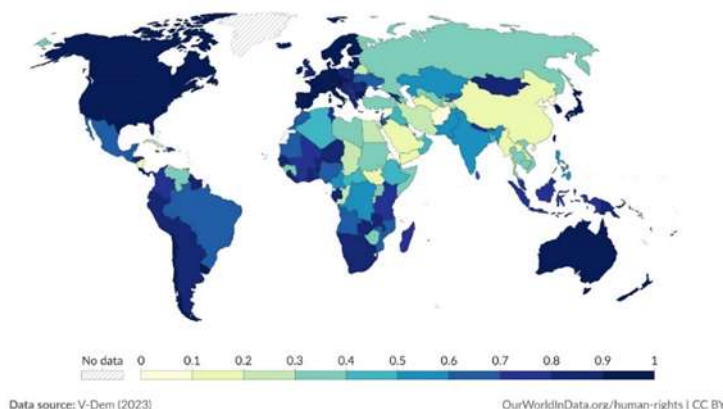 No data 0 0.1 0.2 0.3 0.4 0.5 0.6 0.7 0.8 0.9 1
Data source: V-Dem (2023) OurWorldInData.org/human-rights | CC BY